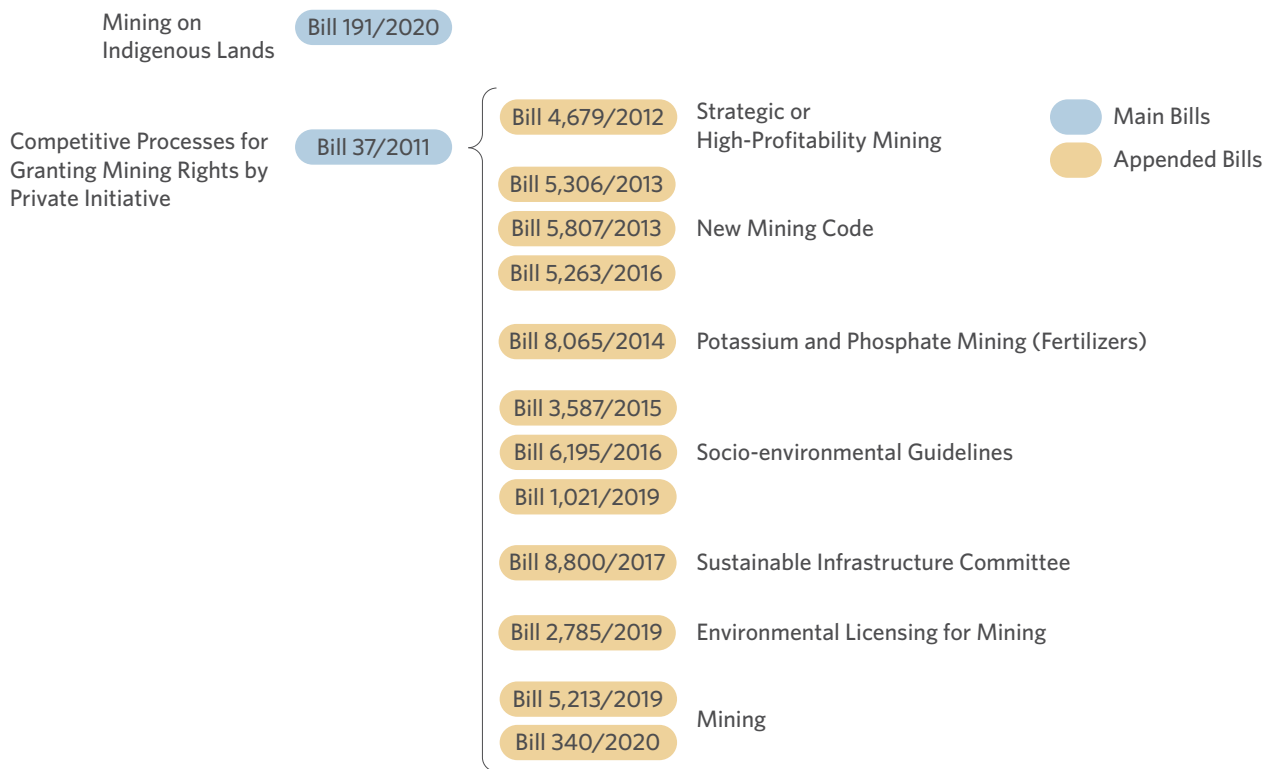 Mining on
Indigenous Lands
Bill 191/2020
Competitive Processes for
Granting Mining Rights by
Private Initiative
Bill 37/2011
Bill 4,679/2012
Strategic or
High-Profitability Mining
Bill 5,306/2013
Bill 5,807/2013
New Mining Code
Bill 5,263/2016
Bill 8,065/2014
Potassium and Phosphate Mining (Fertilizers)
Bill 3,587/2015
Bill 6,195/2016
Socio-environmental Guidelines
Bill 1,021/2019
Bill 8,800/2017
Sustainable Infrastructure Committee
Bill 2,785/2019
Environmental Licensing for Mining
Bill 5,213/2019
Bill 340/2020
Mining
Main Bills
Appended Bills